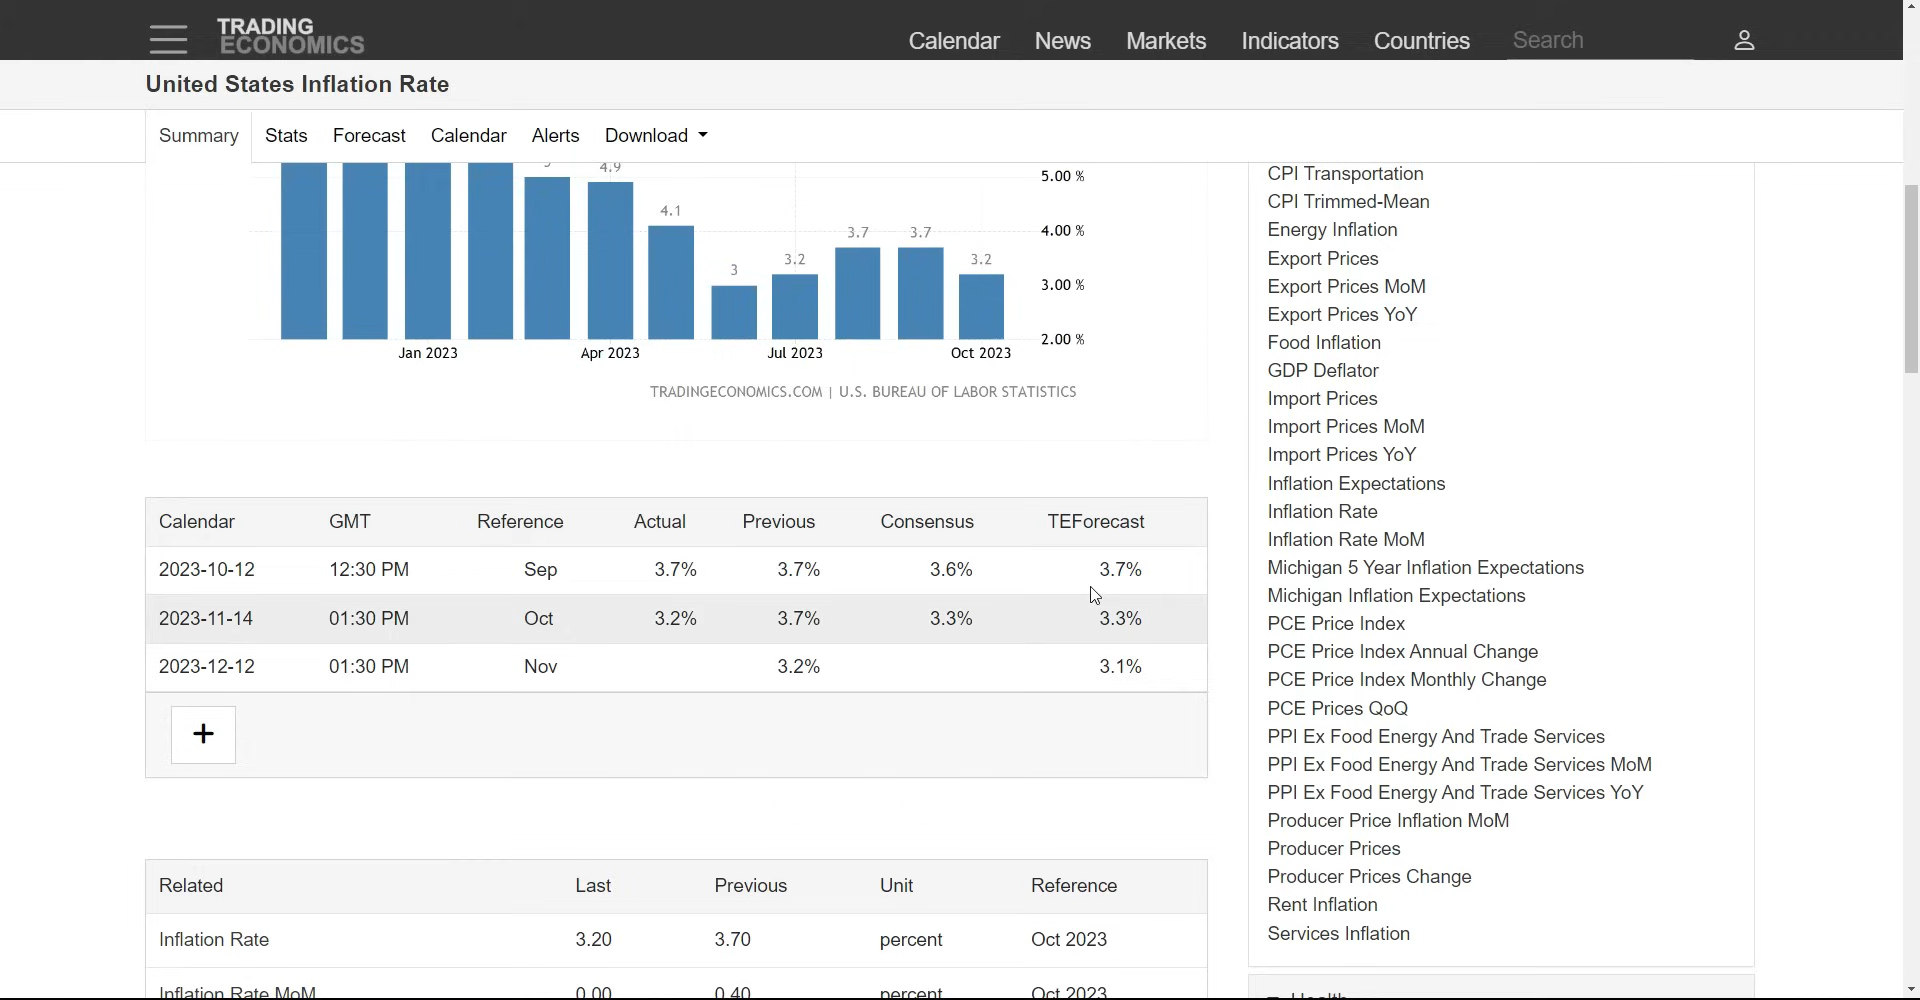 TRADING
ECONOMICS
Calendar News Markets Indicators Countries Search
United States Inflation Rate
Summary Stats Forecast Calendar Alerts Download
4.9
5.00 %
4.1
4.00 %
3.7 3.7
3 3.2 3.2
3.00 %
2.00 %
Jan 2023 Apr 2023 Jul 2023 Oct 2023
TRADINGECONOMICS.COM | U.S. BUREAU OF LABOR STATISTICS
Calendar GMT Reference Actual Previous Consensus TEForecast
2023-10-12 12:30 PM Sep 3.7% 3.7% 3.6% 3.7%
2023-11-14 01:30 PM Oct 3.2% 3.7% 3.3% 3.3%
2023-12-12 01:30 PM Nov 3.2% 3.1%
+
Related Last Previous Unit Reference
Inflation Rate 3.20 3.70 percent Oct 2023
Inflation Rate MoM 0.00 0.40 percent Oct 2023
CPI Transportation
CPI Trimmed-Mean
Energy Inflation
Export Prices
Export Prices MoM
Export Prices YoY
Food Inflation
GDP Deflator
Import Prices
Import Prices MoM
Import Prices YoY
Inflation Expectations
Inflation Rate
Inflation Rate MoM
Michigan 5 Year Inflation Expectations
Michigan Inflation Expectations
PCE Price Index
PCE Price Index Annual Change
PCE Price Index Monthly Change
PCE Prices QoQ
PPI Ex Food Energy And Trade Services
PPI Ex Food Energy And Trade Services MoM
PPI Ex Food Energy And Trade Services YoY
Producer Price Inflation MoM
Producer Prices
Producer Prices Change
Rent Inflation
Services Inflation
Health